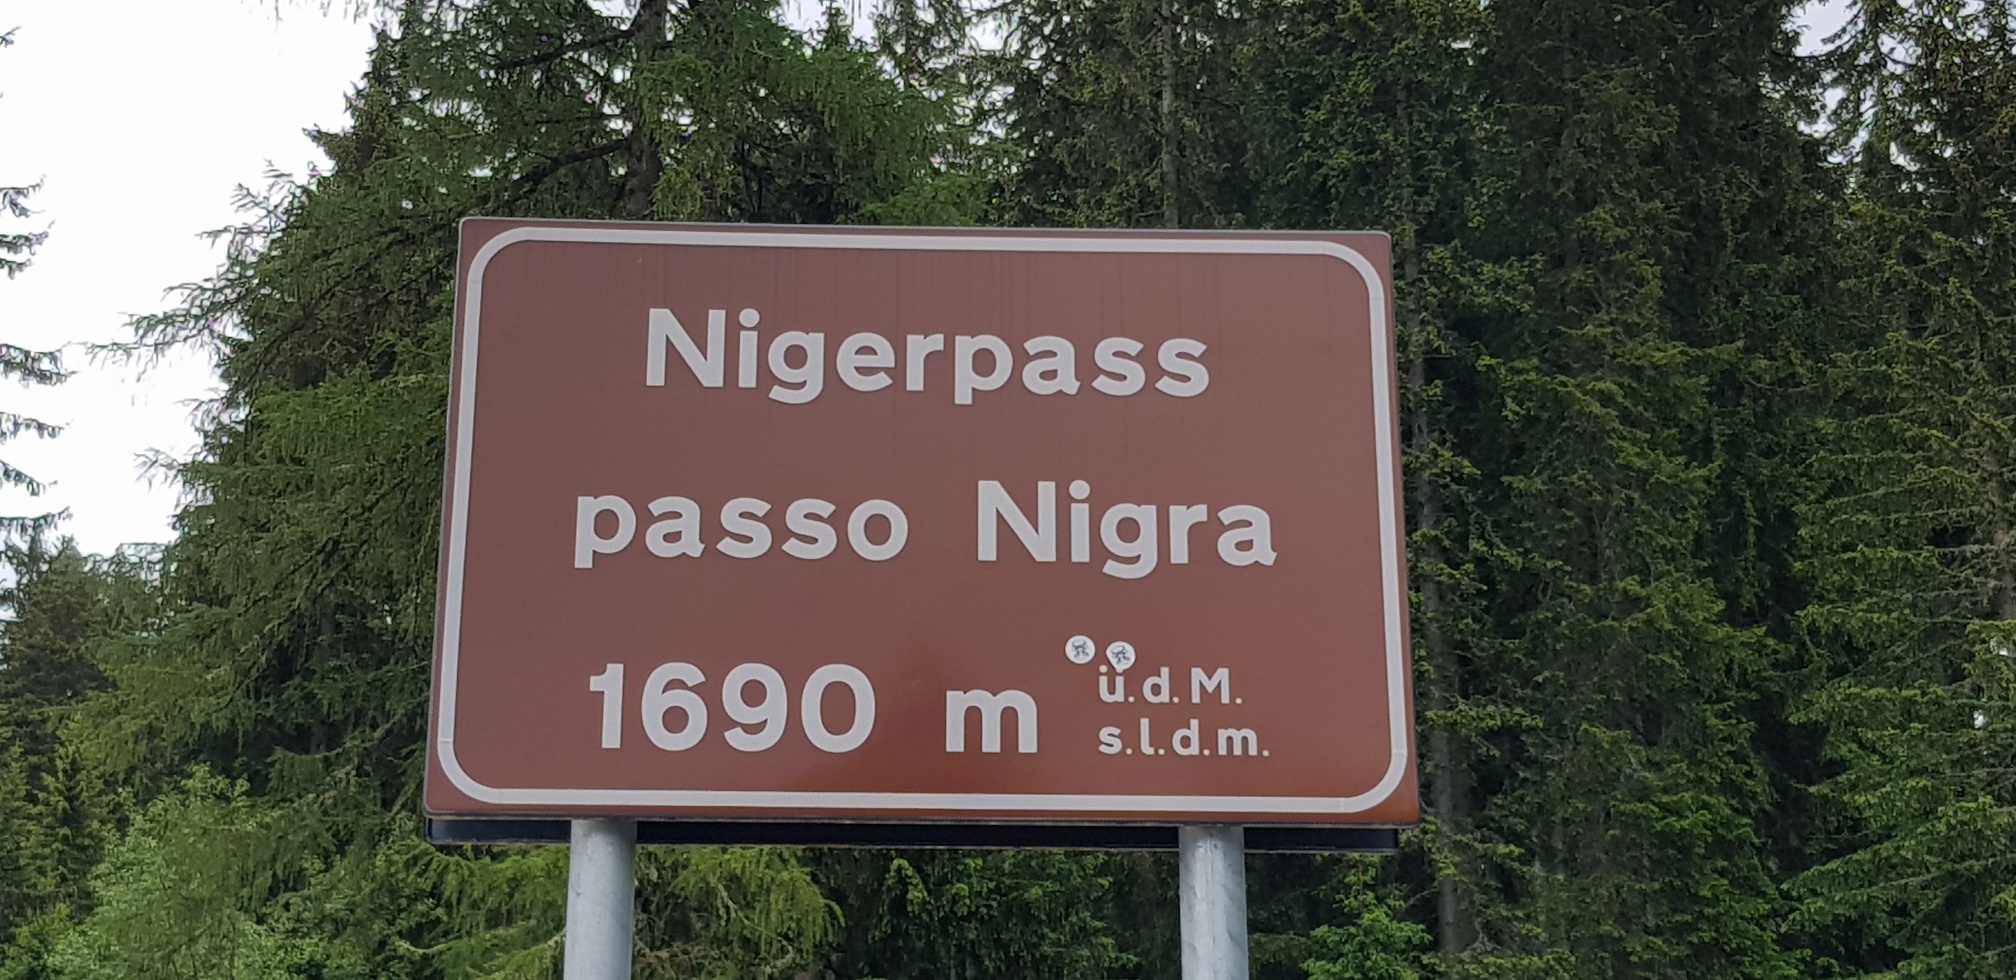 Nigerpass
passo Nigra
1690 m ü.d.M.
s.l.d.m.